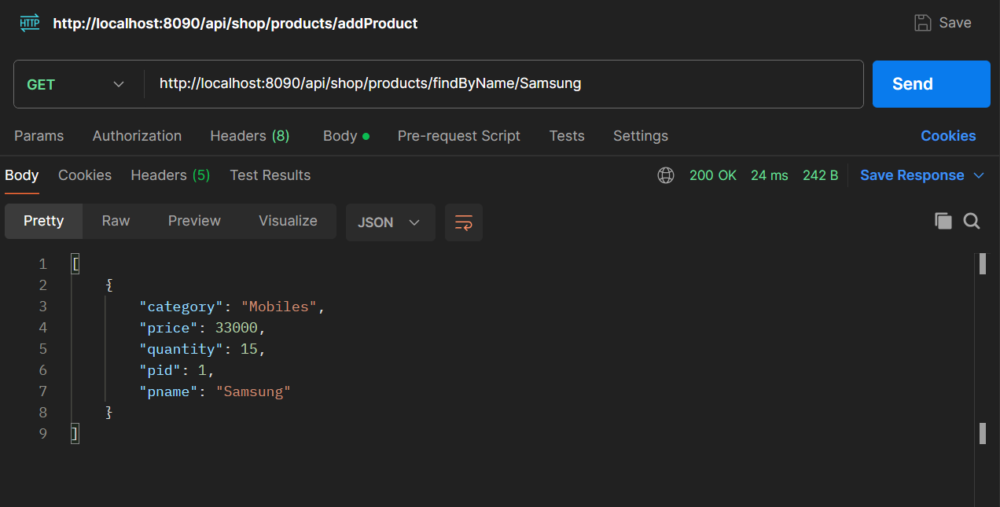 HTTP http://localhost:8090/api/shop/products/addProduct Save
GET http://localhost:8090/api/shop/products/findByName/Samsung Send
Params Authorization Headers (8) Body Pre-request Script Tests Settings Cookies
Body Cookies Headers (5) Test Results 200 OK 24 ms 242 B Save Response
Pretty Raw Preview Visualize JSON
1 [
2 {
3 "category": "Mobiles",
4 "price": 33000,
5 "quantity": 15,
6 "pid": 1,
7 "pname": "Samsung"
8 }
9 ]